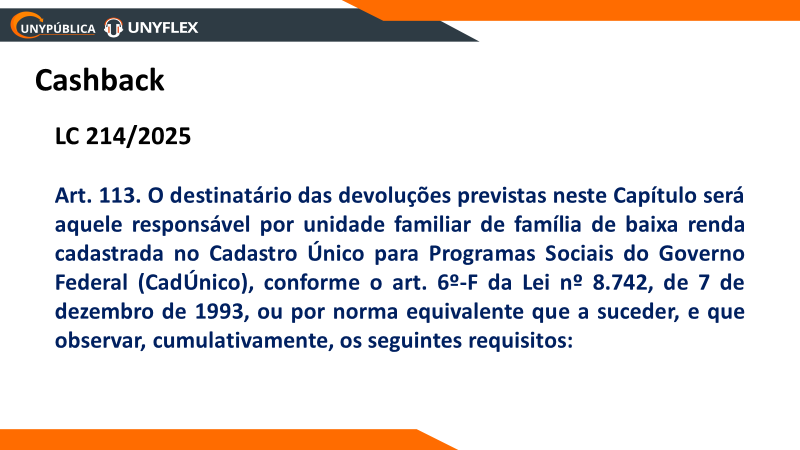 UNYPÚBLICA UNYFLEX
Cashback
LC 214/2025
Art. 113. O destinatário das devoluções previstas neste Capítulo será
aquele responsável por unidade familiar de família de baixa renda
cadastrada no Cadastro Único para Programas Sociais do Governo
Federal (CadÚnico), conforme o art. 6º-F da Lei nº 8.742, de 7 de
dezembro de 1993, ou por norma equivalente que a suceder, e que
observar, cumulativamente, os seguintes requisitos: